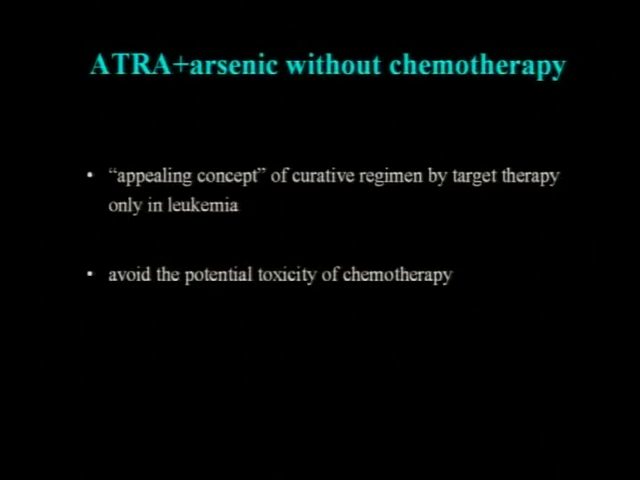 ATRA+arsenic without chemotherapy
• “appealing concept” of curative regimen by target therapy
only in leukemia
• avoid the potential toxicity of chemotherapy